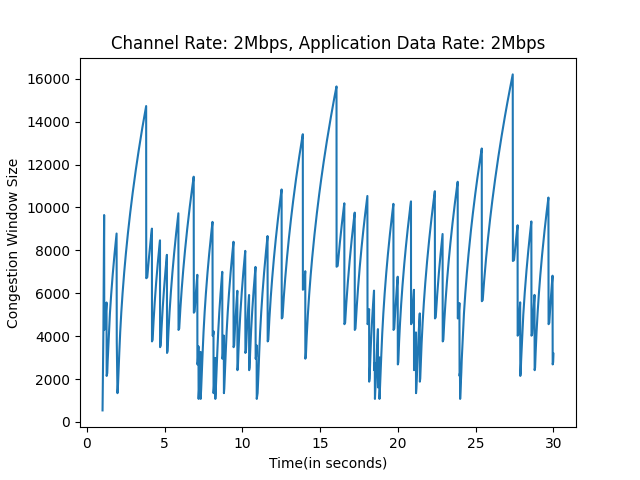 Channel Rate: 2Mbps, Application Data Rate: 2Mbps
16000
14000
12000
10000
8000
6000
4000
2000
0
Congestion Window Size
0 5 10 15 20 25 30
Time(in seconds)